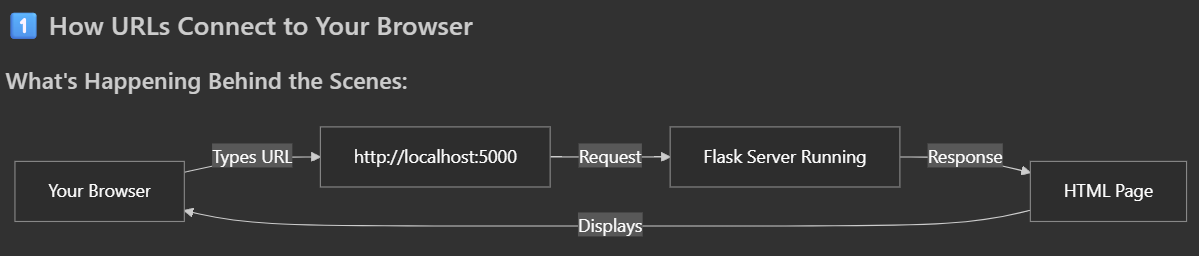 1 How URLs Connect to Your Browser
What's Happening Behind the Scenes:
Your Browser
Types URL
http://localhost:5000
Request
Flask Server Running
Response
HTML Page
Displays